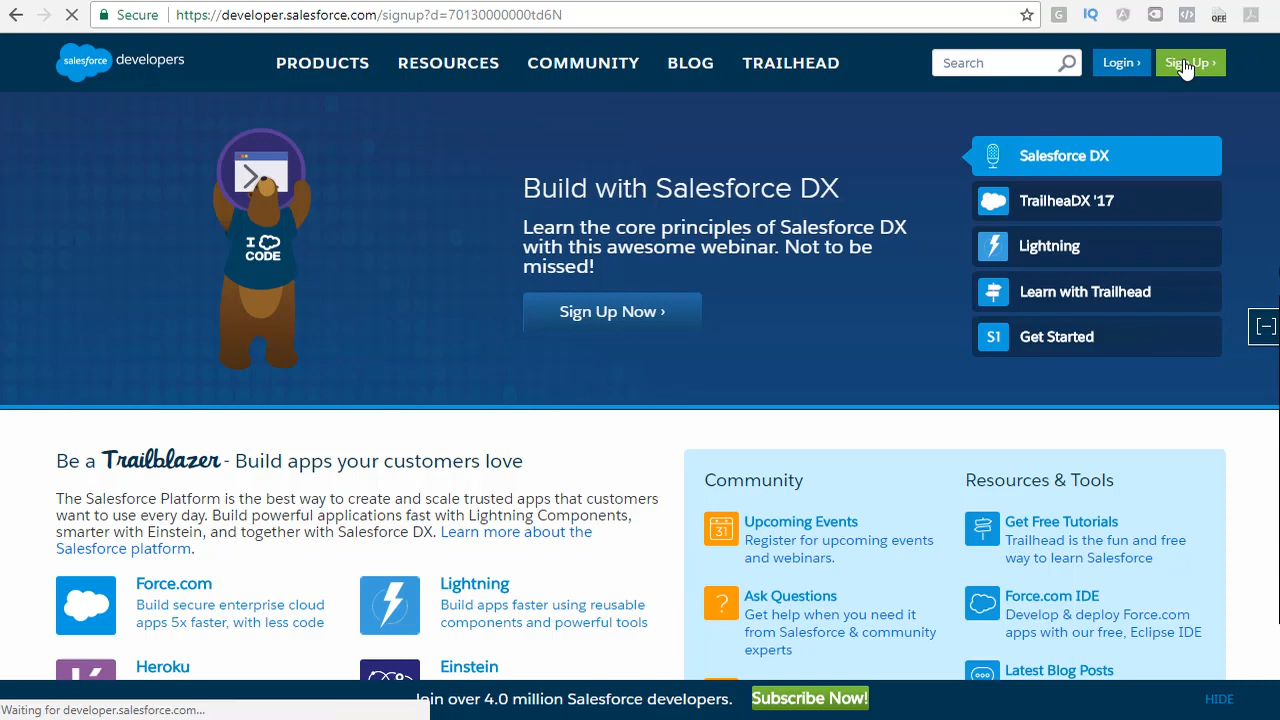 Secure https://developer.salesforce.com/signup?d=70130000000td6N
IQ
OFF
salesforce developers
PRODUCTS RESOURCES COMMUNITY BLOG TRAILHEAD
Search
Login ›
Sign Up ›
Build with Salesforce DX
Learn the core principles of Salesforce DX
with this awesome webinar. Not to be
missed!
Sign Up Now ›
I CODE
Salesforce DX
TrailheaDX '17
Lightning
Learn with Trailhead
S1 Get Started
Be a Trailblazer - Build apps your customers love
The Salesforce Platform is the best way to create and scale trusted apps that customers
want to use every day. Build powerful applications fast with Lightning Components,
smarter with Einstein, and together with Salesforce DX. Learn more about the
Salesforce platform.
Force.com
Build secure enterprise cloud
apps 5x faster, with less code
Lightning
Build apps faster using reusable
components and powerful tools
Heroku
Einstein
Community
31 Upcoming Events
Register for upcoming events
and webinars.
? Ask Questions
Get help when you need it
from Salesforce & community
experts
Resources & Tools
Get Free Tutorials
Trailhead is the fun and free
way to learn Salesforce
Force.com IDE
Develop & deploy Force.com
apps with our free, Eclipse IDE
Latest Blog Posts
Join over 4.0 million Salesforce developers. Subscribe Now!
HIDE
Waiting for developer.salesforce.com...